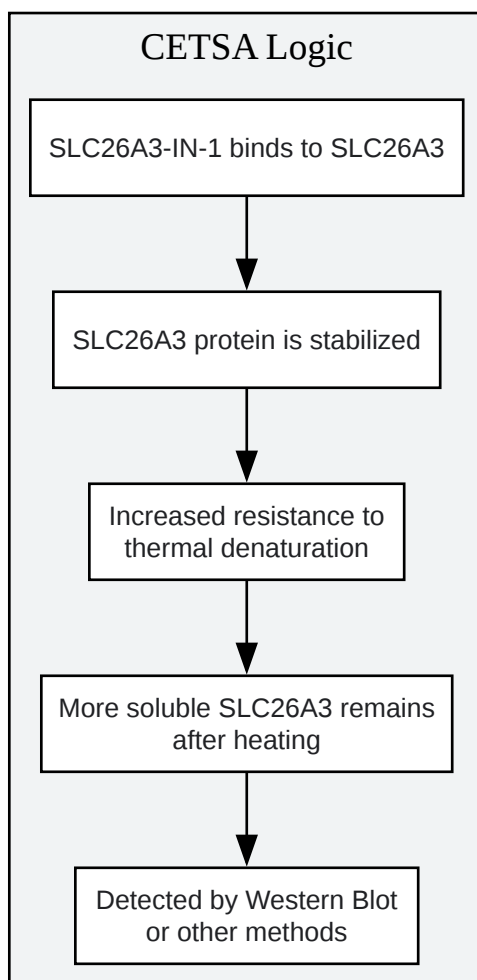 CETSA Logic
SLC26A3-IN-1 binds to SLC26A3
SLC26A3 protein is stabilized
Increased resistance to
thermal denaturation
More soluble SLC26A3 remains
after heating
Detected by Western Blot
or other methods